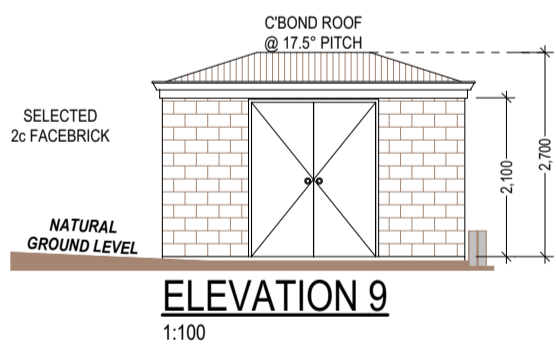 C'BOND ROOF
@ 17.5° PITCH
SELECTED
2c FACEBRICK
2,100
2,700
NATURAL
GROUND LEVEL
ELEVATION 9
1:100